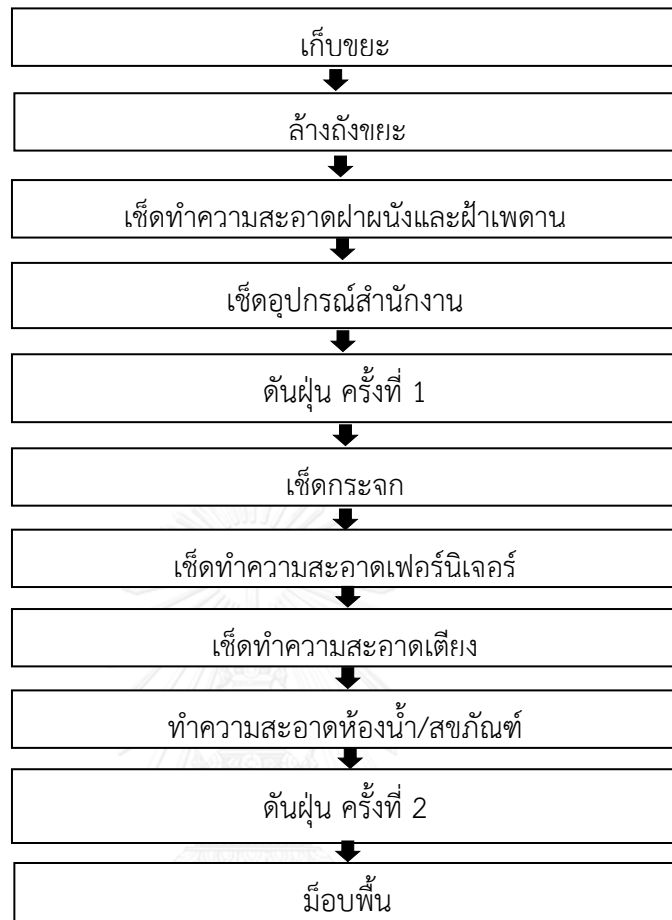 เก็บขยะ
ล้างถังขยะ
เช็ดทำความสะอาดฝาผนังและฝ้าเพดาน
เช็ดอุปกรณ์สำนักงาน
ดันฝุ่น ครั้งที่ 1
เช็ดกระจก
เช็ดทำความสะอาดเฟอร์นิเจอร์
เช็ดทำความสะอาดเตียง
ทำความสะอาดห้องน้ำ/สขภัณฑ์
ดันฝุ่น ครั้งที่ 2
ม็อบพื้น